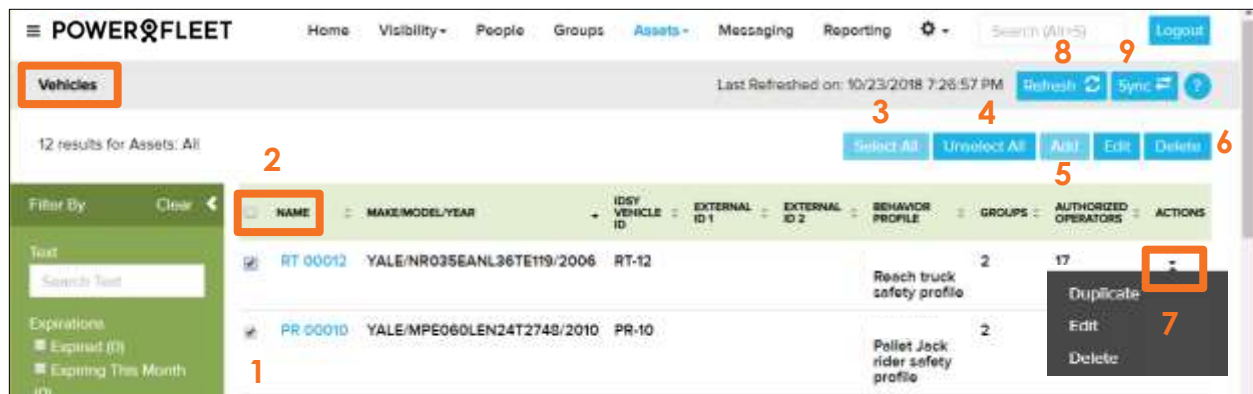 ≡ POWERFLEET Home Visibility People Groups Assets Messaging Reporting Search (Alt+S) Logout
8 9
Vehicles Last Refreshed on: 10/23/2018 7:26:57 PM Refresh Sync ?
3 4
12 results for Assets: All Select All Unselect All Add Edit Delete 6
2 5
Filter By Clear NAME MAKE/MODEL/YEAR IDSY VEHICLE ID EXTERNAL ID 1 EXTERNAL ID 2 BEHAVIOR PROFILE GROUPS AUTHORIZED OPERATORS ACTIONS
Text RT 00012 YALE/NR035EANL36TE119/2006 RT-12 Reach truck safety profile 2 17
Search Text
Duplicate
Expirations PR 00010 YALE/MPE060LEN24T2748/2010 PR-10 Pallet Jack rider safety profile 2 Edit 7
Expired (0)
Delete
Expiring This Month
1